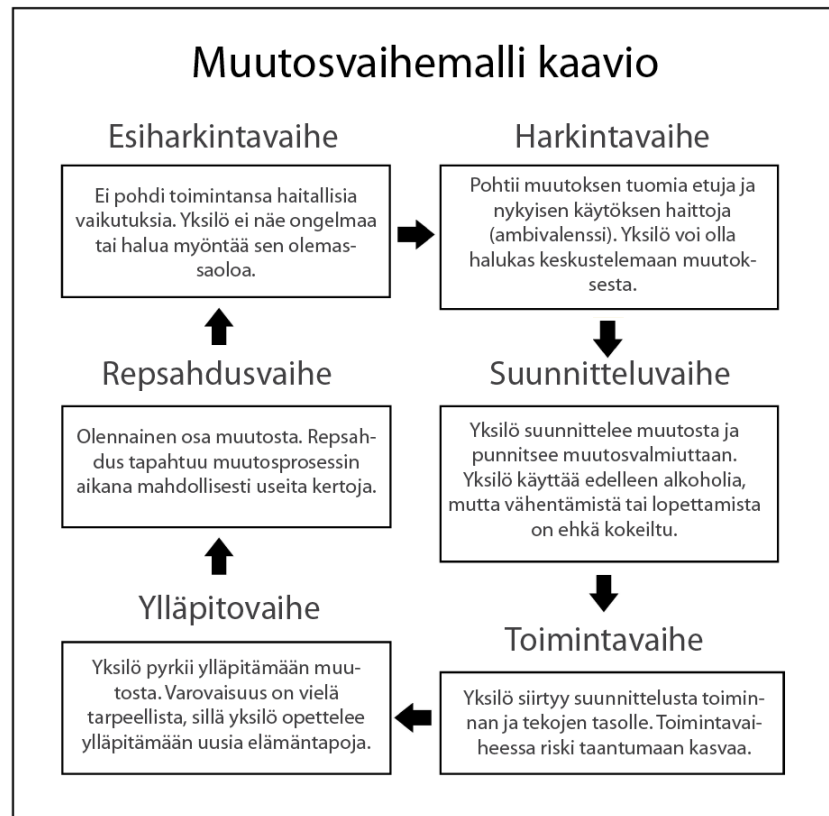 Muutosvaihemalli kaavio
Esiharkintavaihe
Ei pohdi toimintansa haitallisia
vaikutuksia. Yksilö ei näe ongelmaa
tai halua myöntää sen olemas-
saoloa.
Harkintavaihe
Pohtii muutoksen tuomia etuja ja
nykyisen käytöksen haittoja
(ambivalenssi). Yksilö voi olla
halukas keskustelemaan muutok-
sesta.
Suunnitteluvaihe
Yksilö suunnittelee muutosta ja
punnitsee muutosvalmiuttaan.
Yksilö käyttää edelleen alkoholia,
mutta vähentämistä tai lopettamista
on ehkä kokeiltu.
Toimintavaihe
Yksilö siirtyy suunnittelusta toimin-
nan ja tekojen tasolle. Toimintavai-
heessa riski taantumaan kasvaa.
Ylläpitovaihe
Yksilö pyrkii ylläpitämään muu-
tosta. Varovaisuus on vielä
tarpeellista, sillä yksilö opettelee
ylläpitämään uusia elämäntapoja.
Repsahdusvaihe
Olennainen osa muutosta. Repsah-
dus tapahtuu muutosprosessin
aikana mahdollisesti useita kertoja.